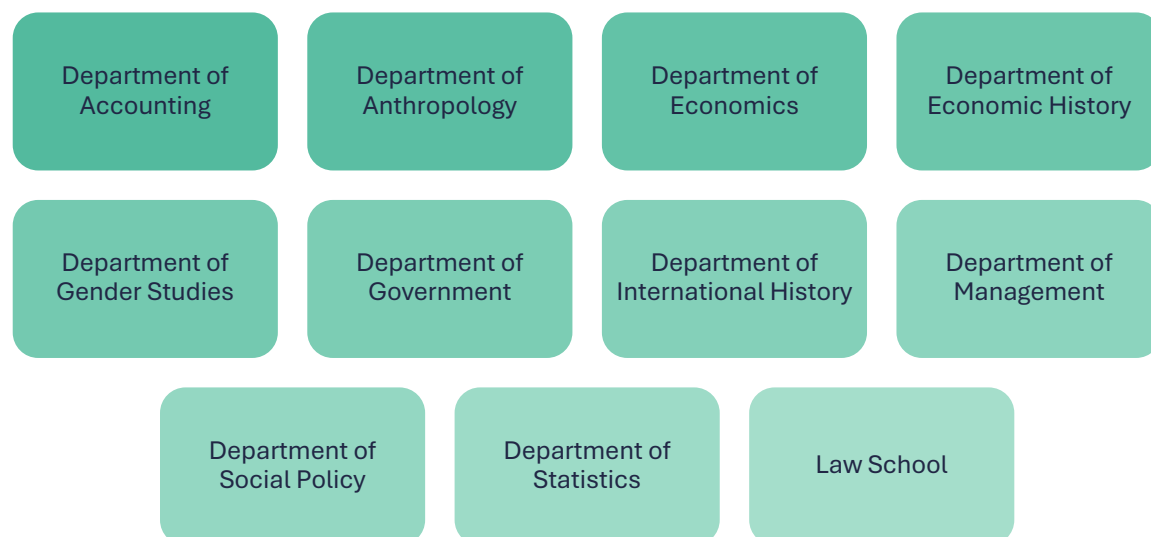 Department of
Accounting
Department of
Anthropology
Department of
Economics
Department of
Economic History
Department of
Gender Studies
Department of
Government
Department of
International History
Department of
Management
Department of
Social Policy
Department of
Statistics
Law School